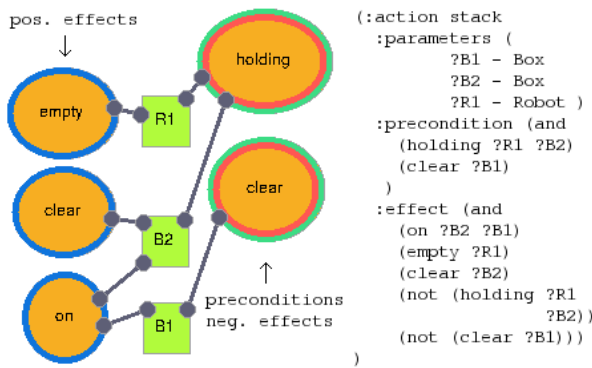 pos. effects
empty
R1
holding
clear
B2
clear
on
B1
preconditions
neg. effects
(:action stack
:parameters (
?B1 - Box
?B2 - Box
?R1 - Robot )
:precondition (and
(holding ?R1 ?B2)
(clear ?B1)
)
:effect (and
(on ?B2 ?B1)
(empty ?R1)
(clear ?B2)
(not (holding ?R1
?B2))
(not (clear ?B1)))
)